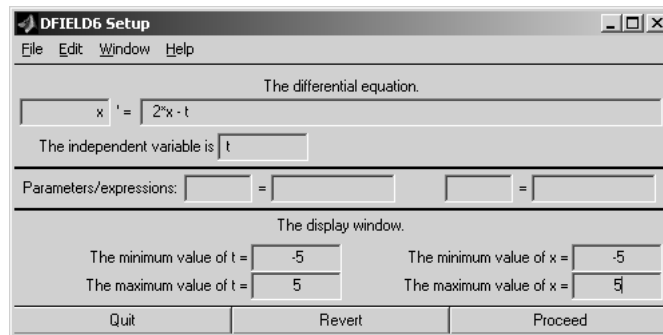 DFIELD6 Setup
File Edit Window Help
The differential equation.
x ' = 2*x - t
The independent variable is t
Parameters/expressions: = =
The display window.
The minimum value of t = -5 The minimum value of x = -5
The maximum value of t = 5 The maximum value of x = 5
Quit Revert Proceed